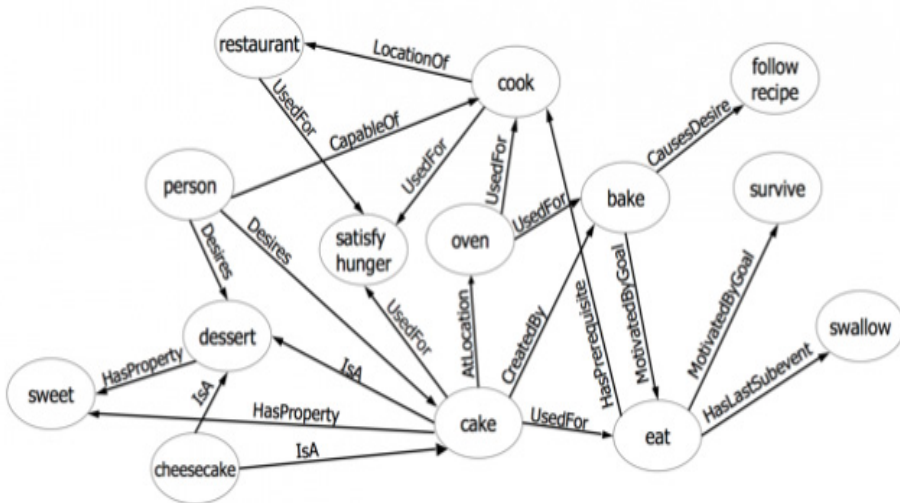 restaurant
LocationOf
cook
follow
recipe
UsedFor
CapableOf
UsedFor
UsedFor
CausesDesire
person
bake
survive
Desires
Desires
satisfy
hunger
oven
UsedFor
MotivatedByGoal
MotivatedByGoal
dessert
UsedFor
AtLocation
CreatedBy
HasPrerequisite
swallow
HasProperty
IsA
sweet
IsA
HasProperty
cake
UsedFor
eat
HasLastSubevent
cheesecake
IsA